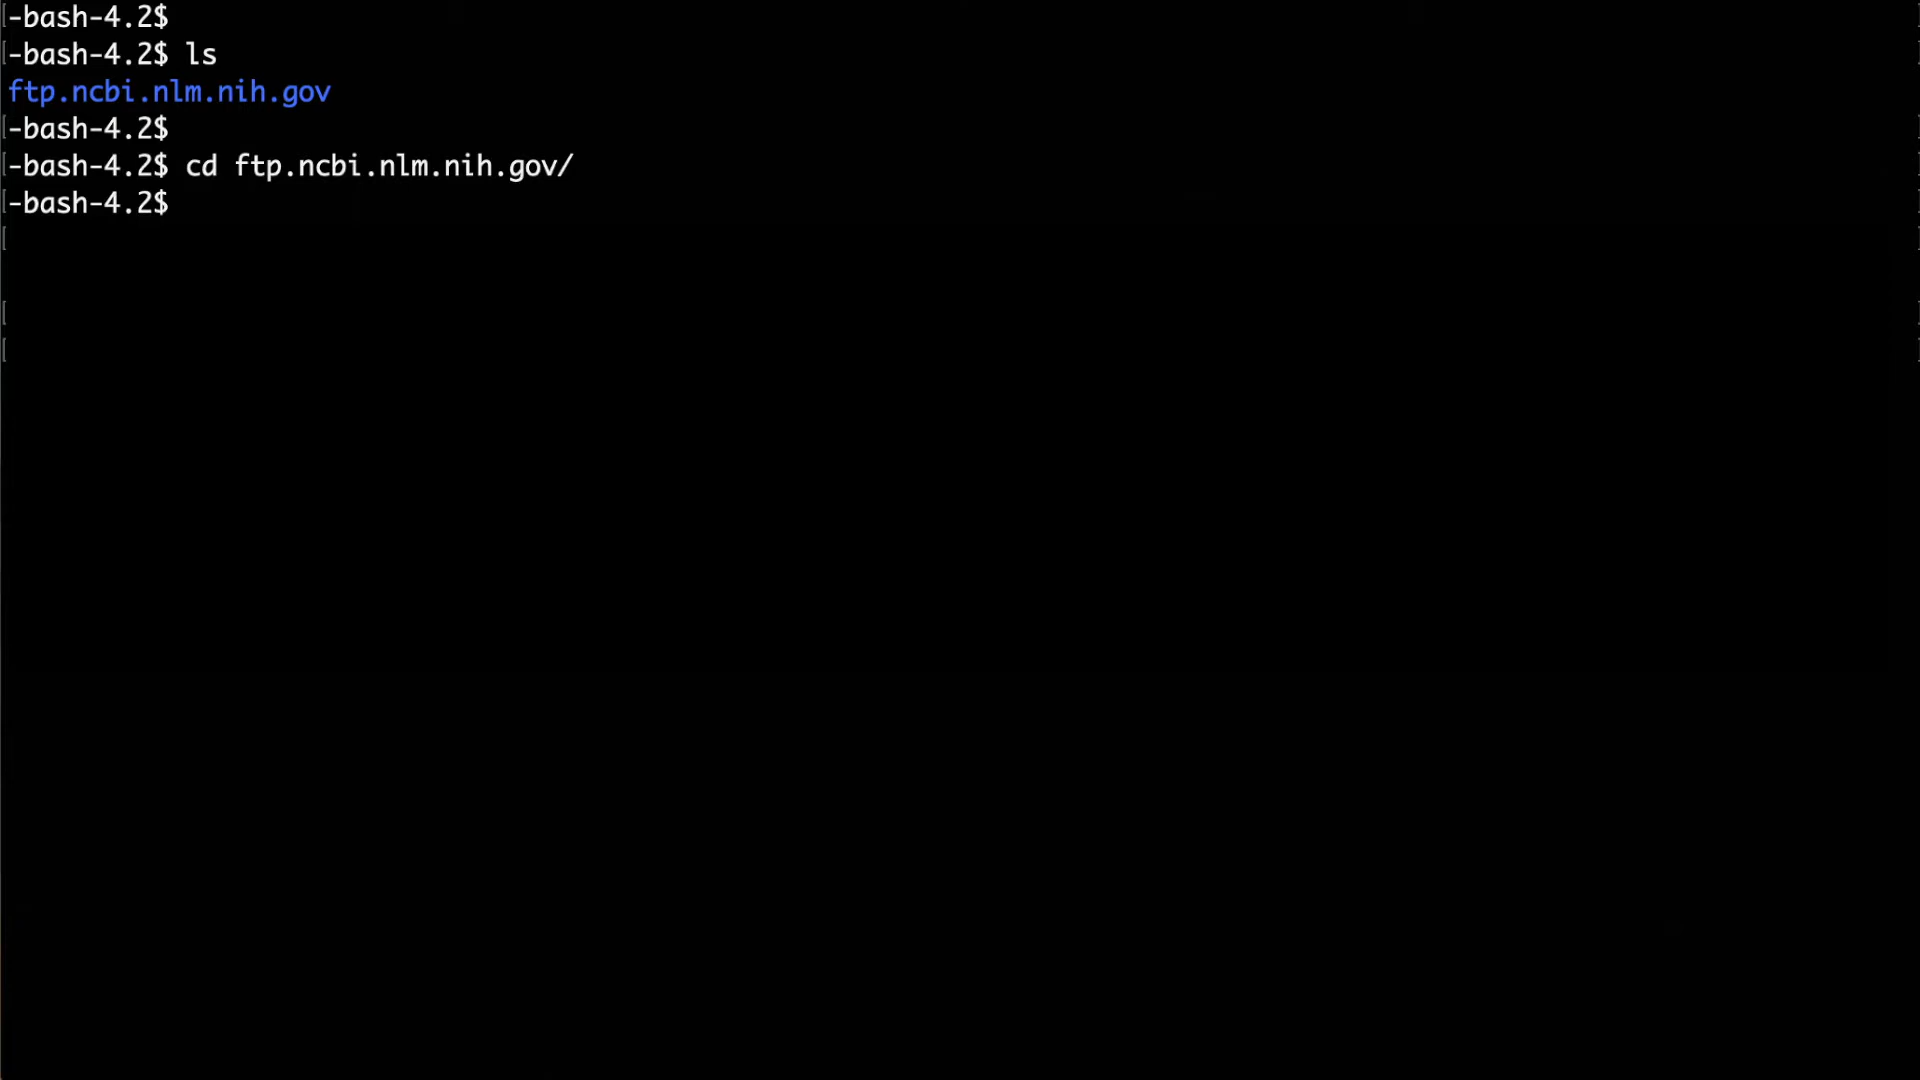 [-bash-4.2$
[-bash-4.2$ ls
ftp.ncbi.nlm.nih.gov
[-bash-4.2$
[-bash-4.2$ cd ftp.ncbi.nlm.nih.gov/
[-bash-4.2$
[
[
[